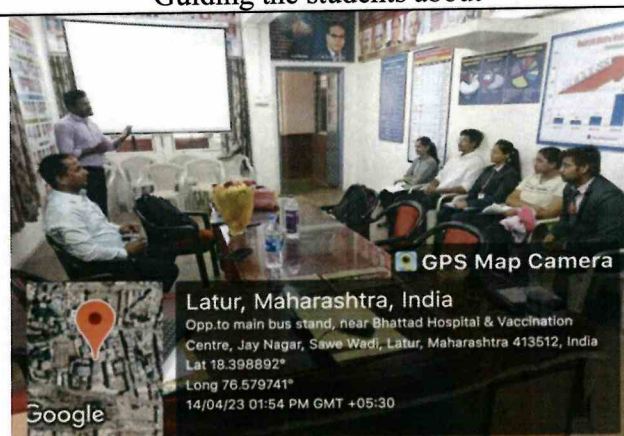 Guiding the students about
GPS Map Camera
Latur, Maharashtra, India
Opp.to main bus stand, near Bhattad Hospital & Vaccination
Centre, Jay Nagar, Sawe Wadi, Latur, Maharashtra 413512, India
Lat 18.398892°
Long 76.579741°
14/04/23 01:54 PM GMT +05:30
Google